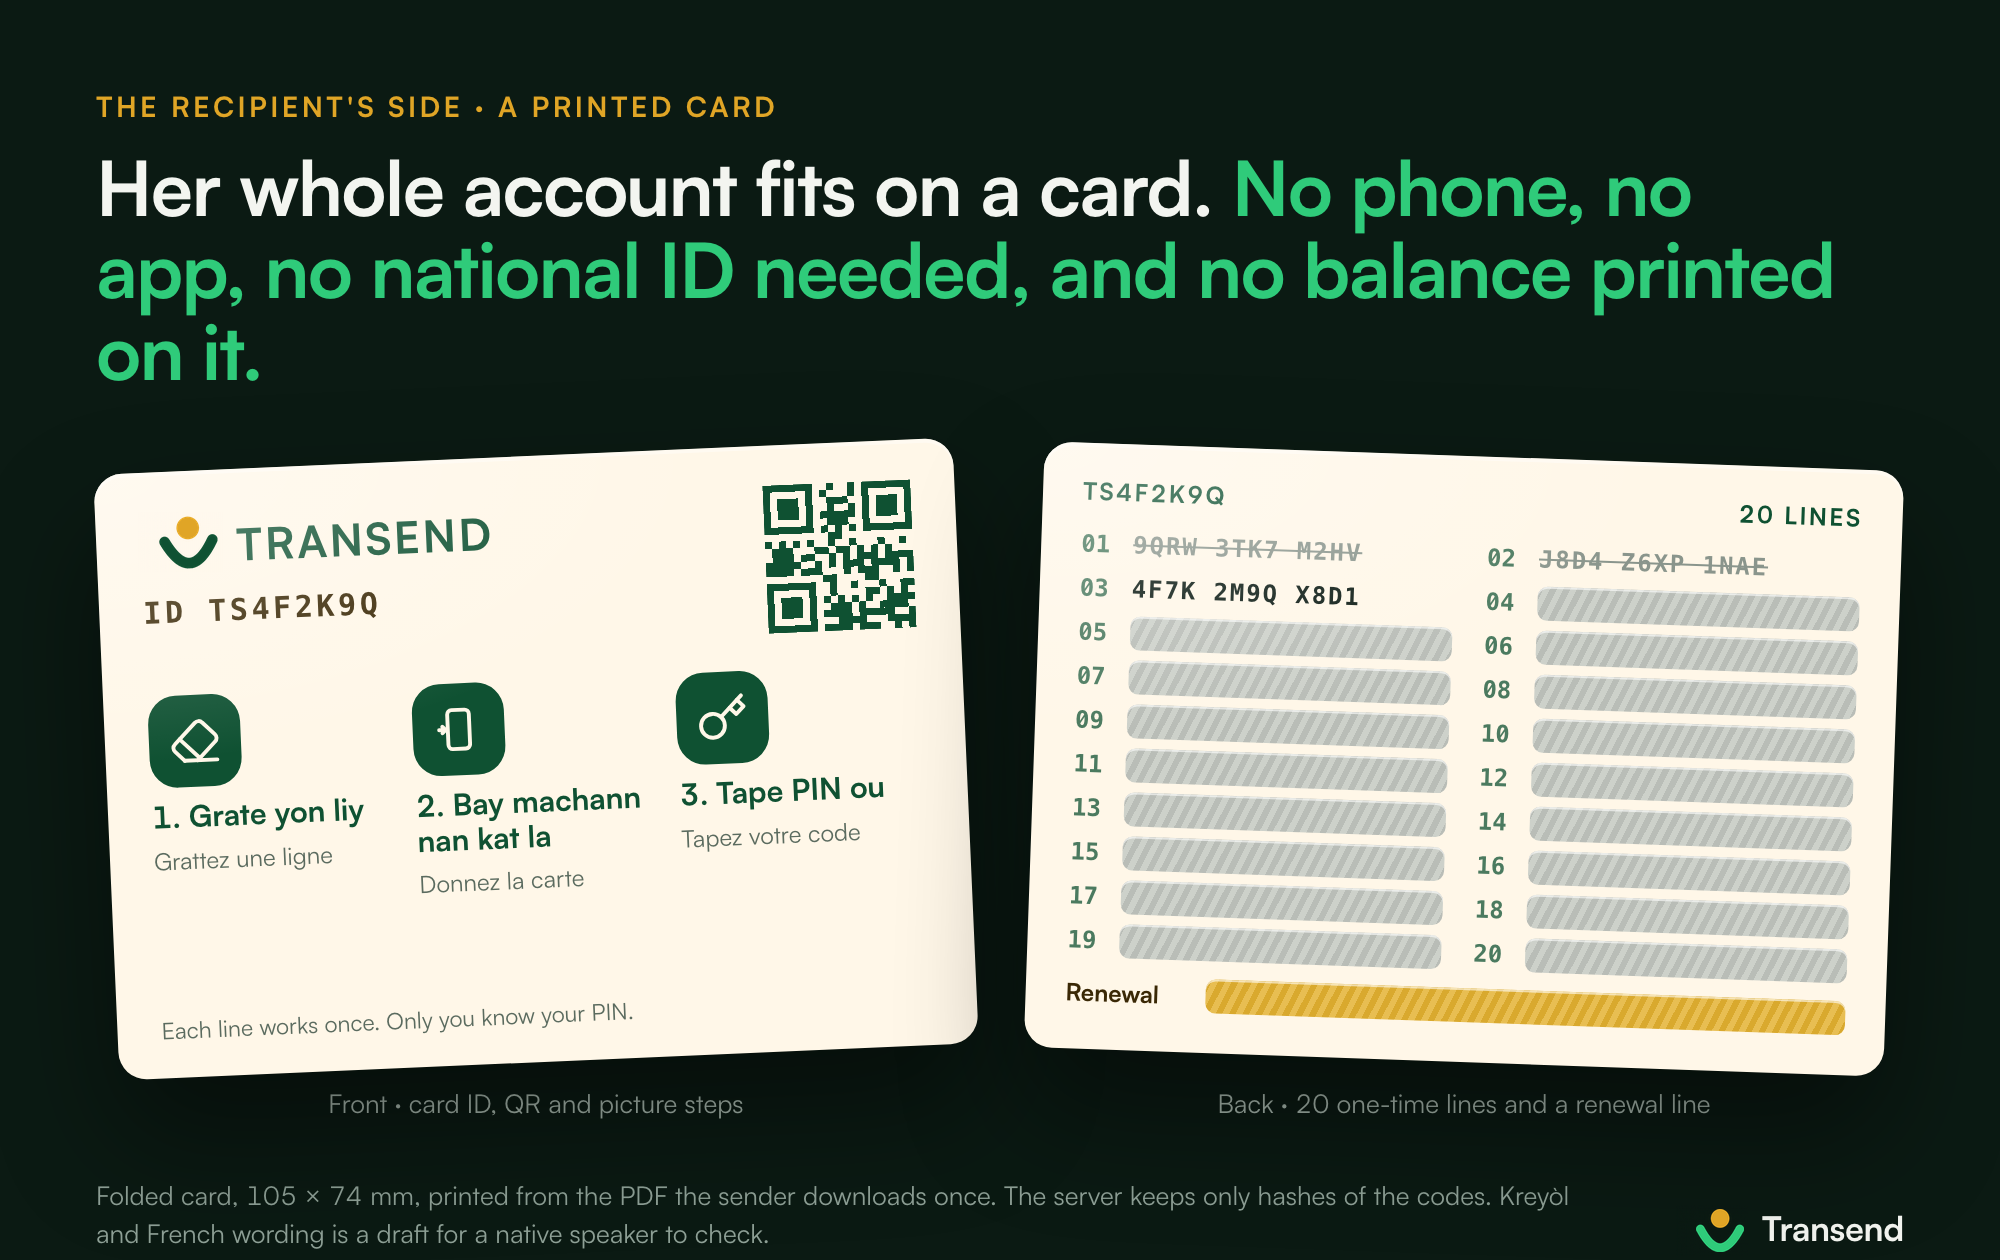 THE RECIPIENT'S SIDE · A PRINTED CARD
Her whole account fits on a card. No phone, no
app, no national ID needed, and no balance printed
on it.
TRANSEND
ID TS4F2K9Q
1. Grate yon liy
Grattez une ligne
2. Bay machann
nan kat la
Donnez la carte
3. Tape PIN ou
Tapez votre code
Each line works once. Only you know your PIN.
Front · card ID, QR and picture steps
TS4F2K9Q
20 LINES
01 9QRW 3TK7 M2HV
02 J8D4 Z6XP 1NAE
03 4F7K 2M9Q X8D1
04
05
06
07
08
09
10
11
12
13
14
15
16
17
18
19
20
Renewal
Back · 20 one-time lines and a renewal line
Folded card, 105 × 74 mm, printed from the PDF the sender downloads once. The server keeps only hashes of the codes. Kreyòl
and French wording is a draft for a native speaker to check.
Transend